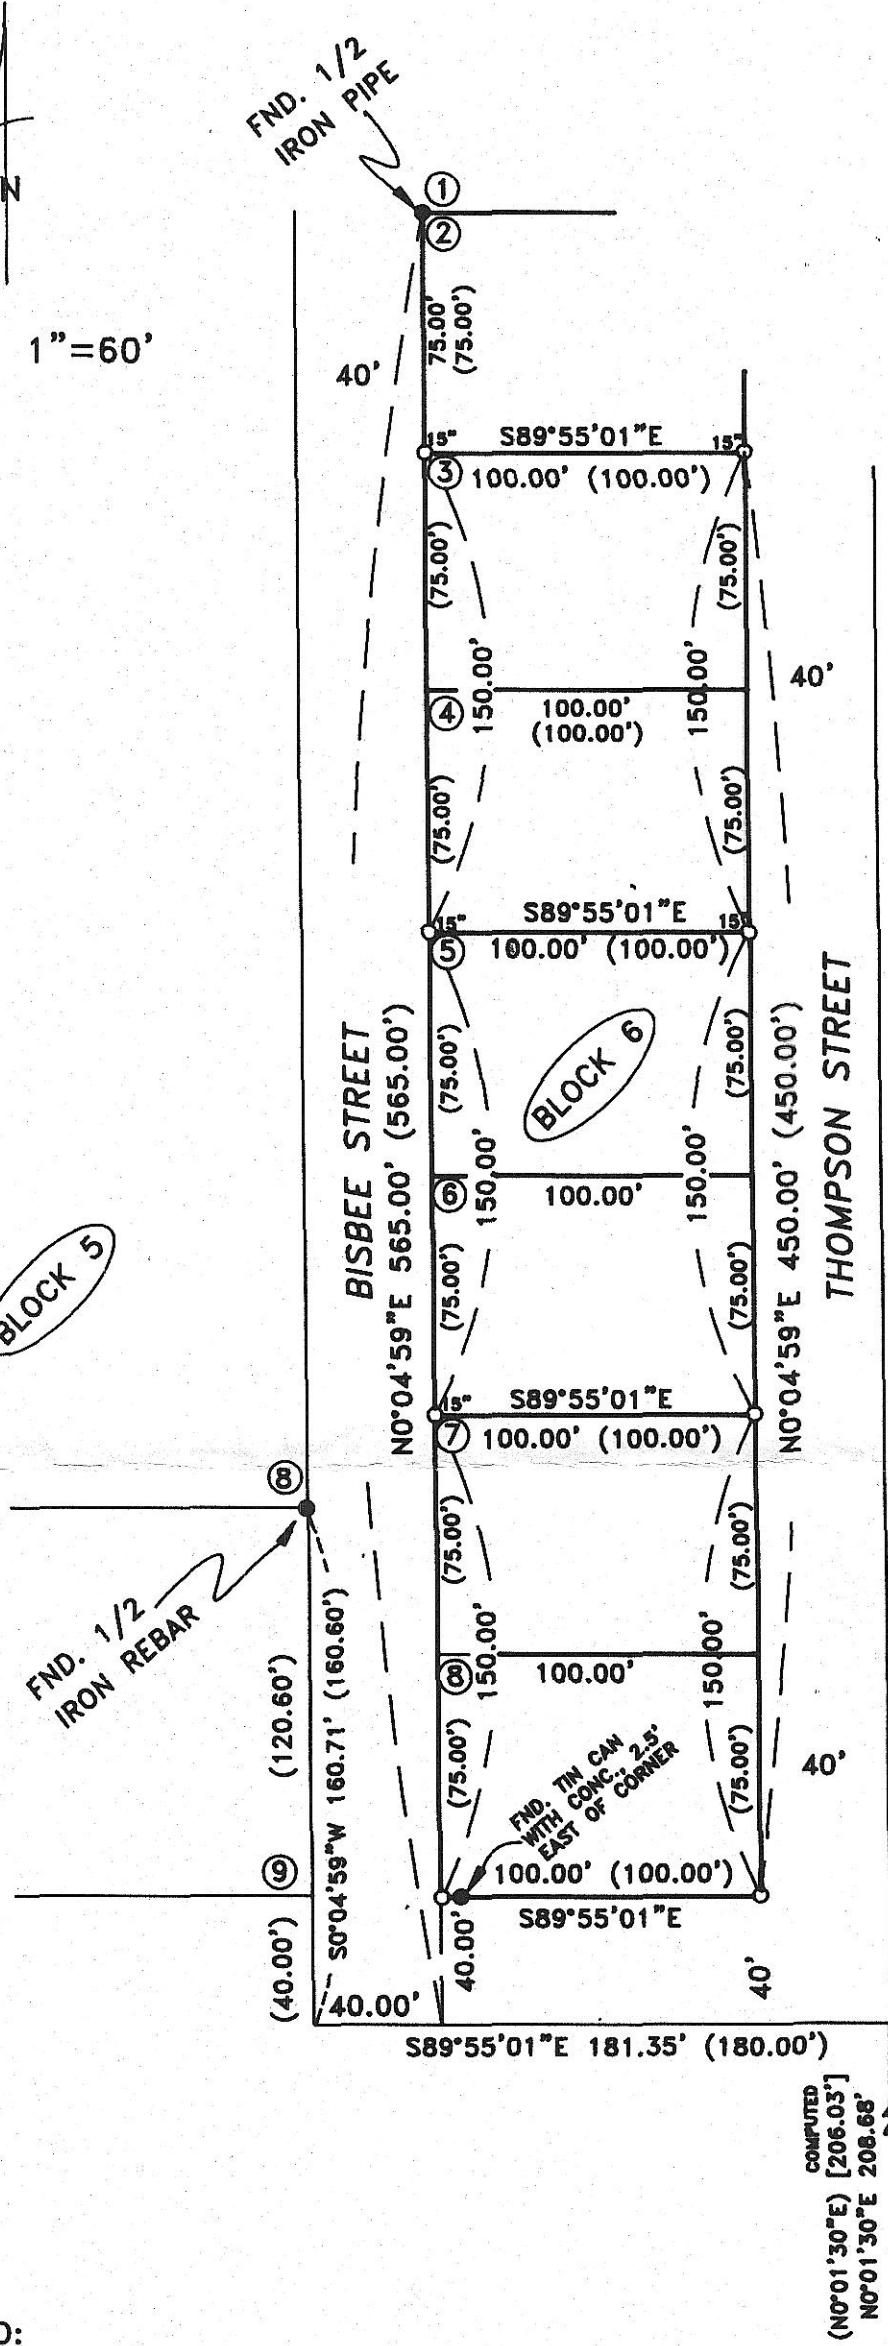 FND. 1/2
IRON PIPE
N
1
2
1"=60'
75.00'
(75.00')
40'
15"
S89°55'01"E
15"
3
100.00' (100.00')
(75.00')
(75.00')
150.00'
150.00'
40'
4
100.00'
(100.00')
(75.00')
(75.00')
15"
S89°55'01"E
15"
5
100.00' (100.00')
BISBEE STREET
N0°04'59"E 565.00' (565.00')
(75.00')
BLOCK 6
(75.00')
N0°04'59"E 450.00' (450.00')
THOMPSON STREET
150.00'
150.00'
6
100.00'
BLOCK 5
(75.00')
(75.00')
S89°55'01"E
15"
7
100.00' (100.00')
8
FND. 1/2
IRON REBAR
(75.00')
(75.00')
(120.60')
S0°04'59"W 160.71' (160.60')
150.00'
150.00'
8
100.00'
(75.00')
FND. TIN CAN
WITH CONC., 2.5'
EAST OF CORNER
(75.00')
40'
9
100.00' (100.00')
S89°55'01"E
(40.00')
40.00'
40.00'
40'
S89°55'01"E 181.35' (180.00')
COMPUTED
(N0°01'30"E) [206.03']
N0°01'30"E 208.68'